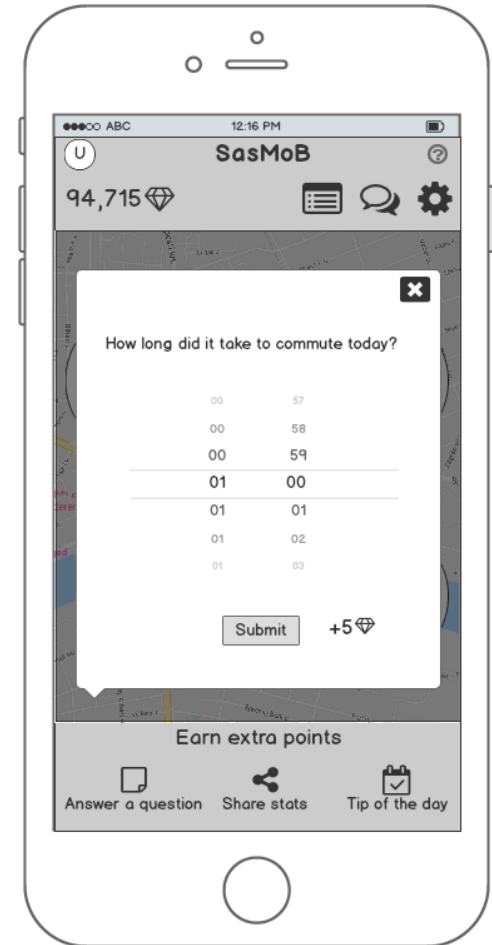 ABC 12:16 PM
U SasMoB ?
94,715
How long did it take to commute today?
00 57
00 58
00 59
01 00
01 01
01 02
01 03
Submit +5
Earn extra points
Answer a question Share stats Tip of the day